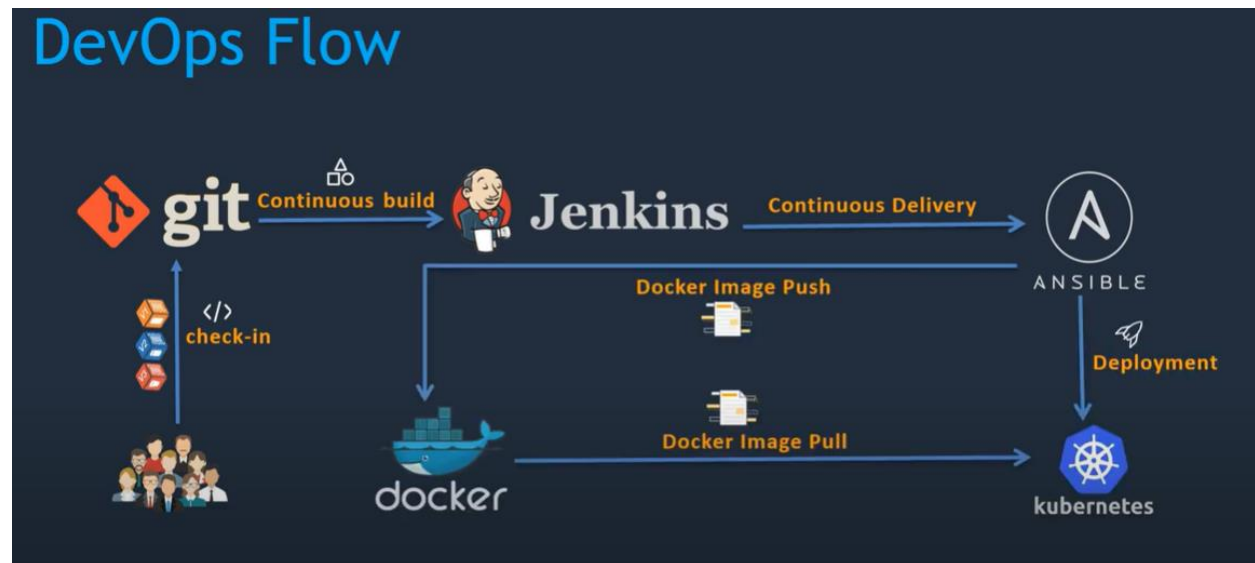 DevOps Flow
git
Continuous build
Jenkins
Continuous Delivery
ANSIBLE
</>
check-in
Docker Image Push
Deployment
Docker Image Pull
docker
kubernetes